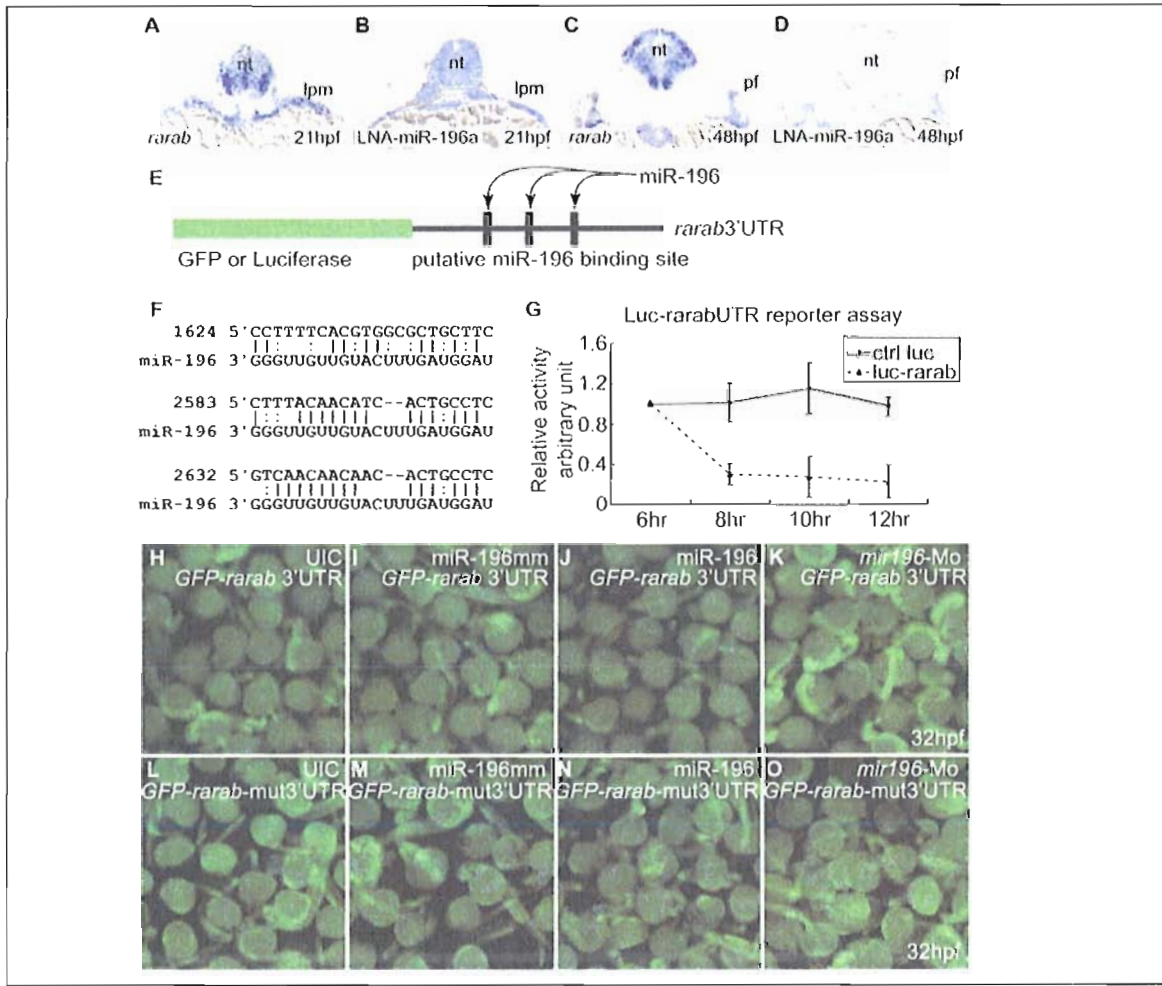 A
B
C
D
nt
nt
nt
nt
lpm
lpm
pf
pf
rarab
21hpf
LNA-miR-196a
21hpf
rarab
48hpf
LNA-miR-196a
48hpf
E
miR-196
rarab3'UTR
GFP or Luciferase
putative miR-196 binding site
F
1624 5'CCTTTTCACGTGGCGCTGCTTC
miR-196 3'GGGUUGUUGUACUUUGAUGGAU
2583 5'CTTTACAACATC--ACTGCCTC
miR-196 3'GGGUUGUUGUACUUUGAUGGAU
2632 5'GTCAACAACAAC--ACTGCCTC
miR-196 3'GGGUUGUUGUACUUUGAUGGAU
G
Luc-rarabUTR reporter assay
ctrl luc
luc-rarab
Relative activity
arbitrary unit
1.6
1.2
0.8
0.4
0
6hr
8hr
10hr
12hr
H
UIC
GFP-rarab 3'UTR
I
miR-196mm
GFP-rarab 3'UTR
J
miR-196
GFP-rarab 3'UTR
K
mir196-Mo
GFP-rarab 3'UTR
32hpf
L
UIC
GFP-rarab-mut3'UTR
M
miR-196mm
GFP-rarab-mut3'UTR
N
miR-196
GFP-rarab-mut3'UTR
O
mir196-Mo
GFP-rarab-mut3'UTR
32hpf